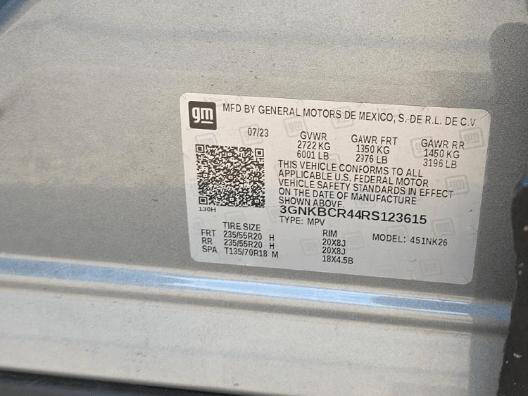 gm MFD BY GENERAL MOTORS DE MEXICO, S. DE R.L. DE C.V.
07/23 GVWR GAWR FRT GAWR RR
2722 KG 1350 KG 1450 KG
6001 LB 2976 LB 3196 LB
THIS VEHICLE CONFORMS TO ALL
APPLICABLE U.S. FEDERAL MOTOR
VEHICLE SAFETY STANDARDS IN EFFECT
ON THE DATE OF MANUFACTURE
SHOWN ABOVE.
130H 3GNKBCR44RS123615
TYPE: MPV
TIRE SIZE RIM MODEL: 451NK26
FRT 235/55R20 H 20X8J
RR 235/55R20 H 20X8J
SPA T135/70R18 M 18X4.5B